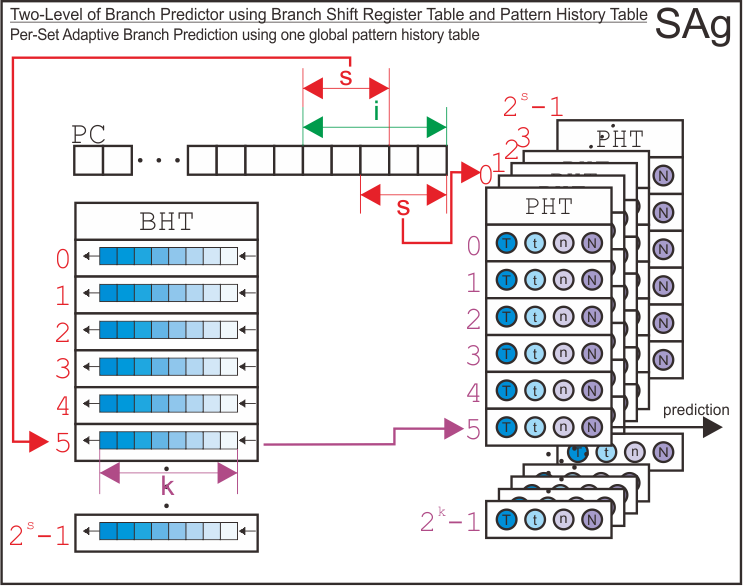 Two-Level of Branch Predictor using Branch Shift Register Table and Pattern History Table
SAg
Per-Set Adaptive Branch Prediction using one global pattern history table
s
i
2^s-1
PC
. . .
3
PHT
2
1
0
N
s
BHT
PHT
0
0 T t n N
N
1
1 T t n N
N
2
2 T t n N
N
3
3 T t n N
N
4
4 T t n N
N
prediction
5
5 T t n N
T t n N
k
2^s-1
2^k-1 T t n N